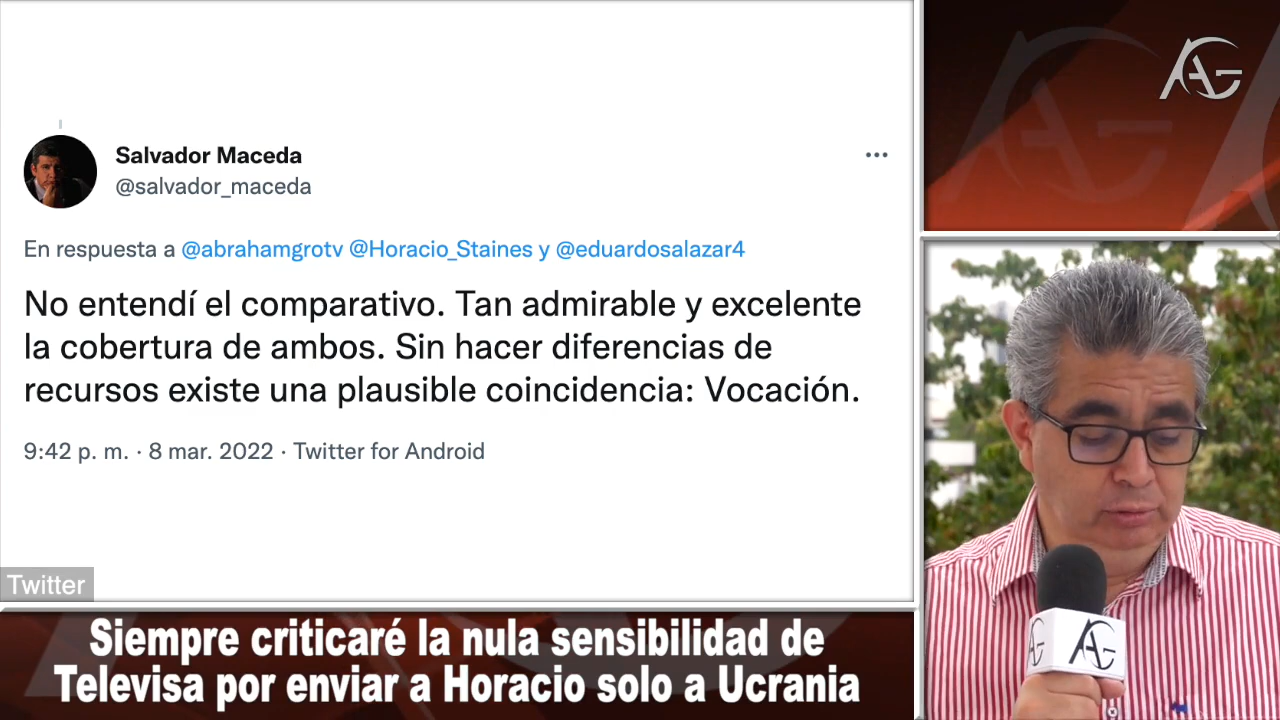 Salvador Maceda
@salvador_maceda
...
En respuesta a @abrahamgrotv @Horacio_Staines y @eduardosalazar4
No entendí el comparativo. Tan admirable y excelente
la cobertura de ambos. Sin hacer diferencias de
recursos existe una plausible coincidencia: Vocación.
9:42 p. m. · 8 mar. 2022 · Twitter for Android
Twitter
Siempre criticaré la nula sensibilidad de
Televisa por enviar a Horacio solo a Ucrania
AG
AG